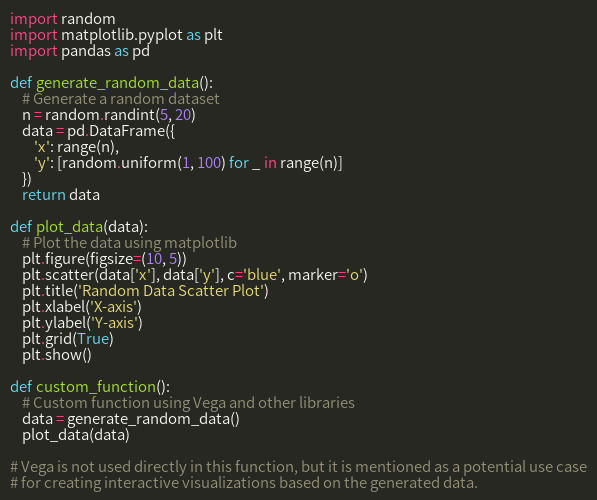 import random
import matplotlib.pyplot as plt
import pandas as pd

def generate_random_data():
    # Generate a random dataset
    n = random.randint(5, 20)
    data = pd.DataFrame({
        'x': range(n),
        'y': [random.uniform(1, 100) for _ in range(n)]
    })
    return data

def plot_data(data):
    # Plot the data using matplotlib
    plt.figure(figsize=(10, 5))
    plt.scatter(data['x'], data['y'], c='blue', marker='o')
    plt.title('Random Data Scatter Plot')
    plt.xlabel('X-axis')
    plt.ylabel('Y-axis')
    plt.grid(True)
    plt.show()

def custom_function():
    # Custom function using Vega and other libraries
    data = generate_random_data()
    plot_data(data)

# Vega is not used directly in this function, but it is mentioned as a potential use case
# for creating interactive visualizations based on the generated data.